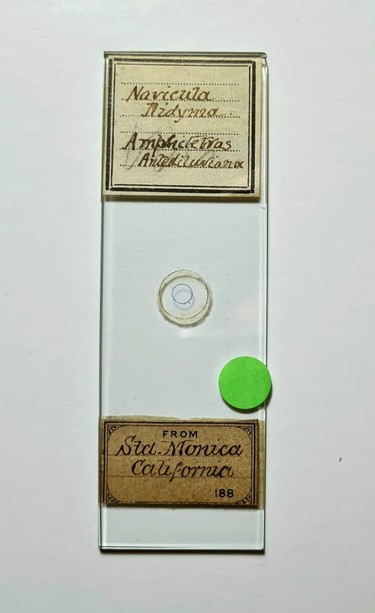 Navicula
Didyma
Amphitetras
Antediluviana
FROM
Sta. Monica
California
188